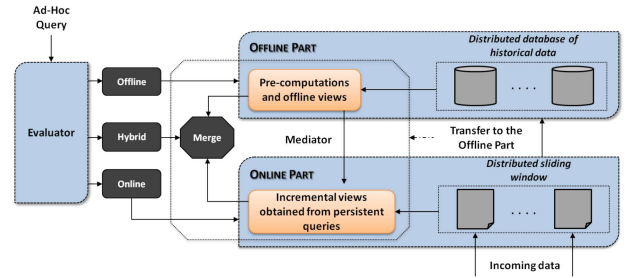 Ad-Hoc
Query
Evaluator
Offline
Hybrid
Online
Merge
OFFLINE PART
Pre-computations
and offline views
Distributed database of
historical data
. . . .
Mediator
Transfer to the
Offline Part
ONLINE PART
Incremental views
obtained from persistent
queries
Distributed sliding
window
. . . .
Incoming data